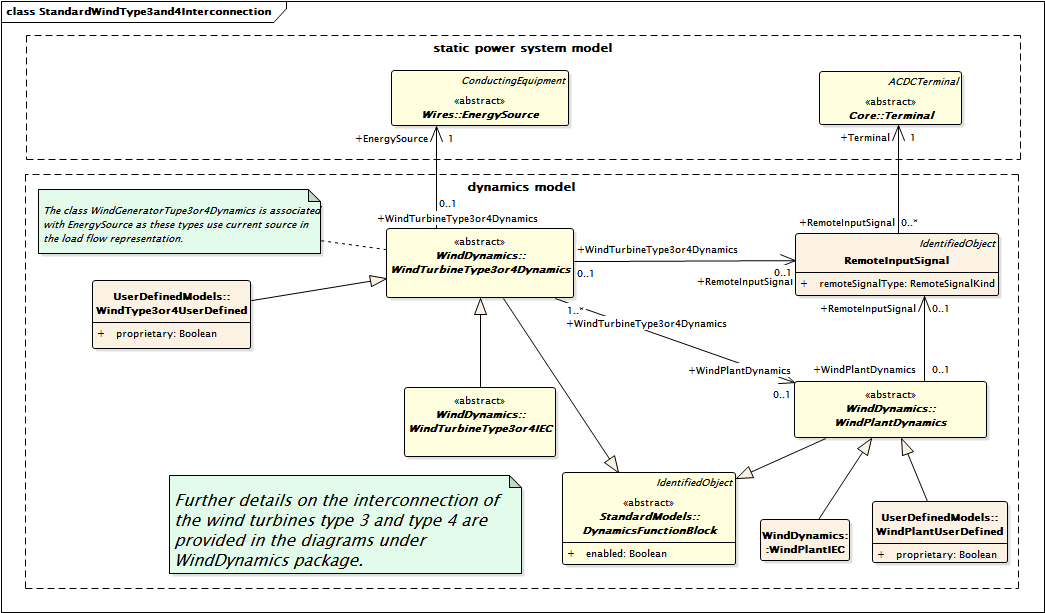 class StandardWindType3and4Interconnection
static power system model
ConductingEquipment
«abstract»
Wires::EnergySource
ACDCTerminal
«abstract»
Core::Terminal
+EnergySource
1
+Terminal
1
dynamics model
The class WindGeneratorTupe3or4Dynamics is associated
with EnergySource as these types use current source in
the load flow representation.
0..1
+WindTurbineType3or4Dynamics
+RemoteInputSignal
0..*
«abstract»
WindDynamics::
WindTurbineType3or4Dynamics
+WindTurbineType3or4Dynamics
0..1
0..1
+RemoteInputSignal
IdentifiedObject
RemoteInputSignal
+ remoteSignalType: RemoteSignalKind
UserDefinedModels::
WindType3or4UserDefined
+ proprietary: Boolean
1..*
+WindTurbineType3or4Dynamics
+RemoteInputSignal
0..1
+WindPlantDynamics
0..1
+WindPlantDynamics
0..1
«abstract»
WindDynamics::
WindTurbineType3or4IEC
«abstract»
WindDynamics::
WindPlantDynamics
Further details on the interconnection of
the wind turbines type 3 and type 4 are
provided in the diagrams under
WindDynamics package.
IdentifiedObject
«abstract»
StandardModels::
DynamicsFunctionBlock
+ enabled: Boolean
WindDynamics:
:WindPlantIEC
UserDefinedModels::
WindPlantUserDefined
+ proprietary: Boolean